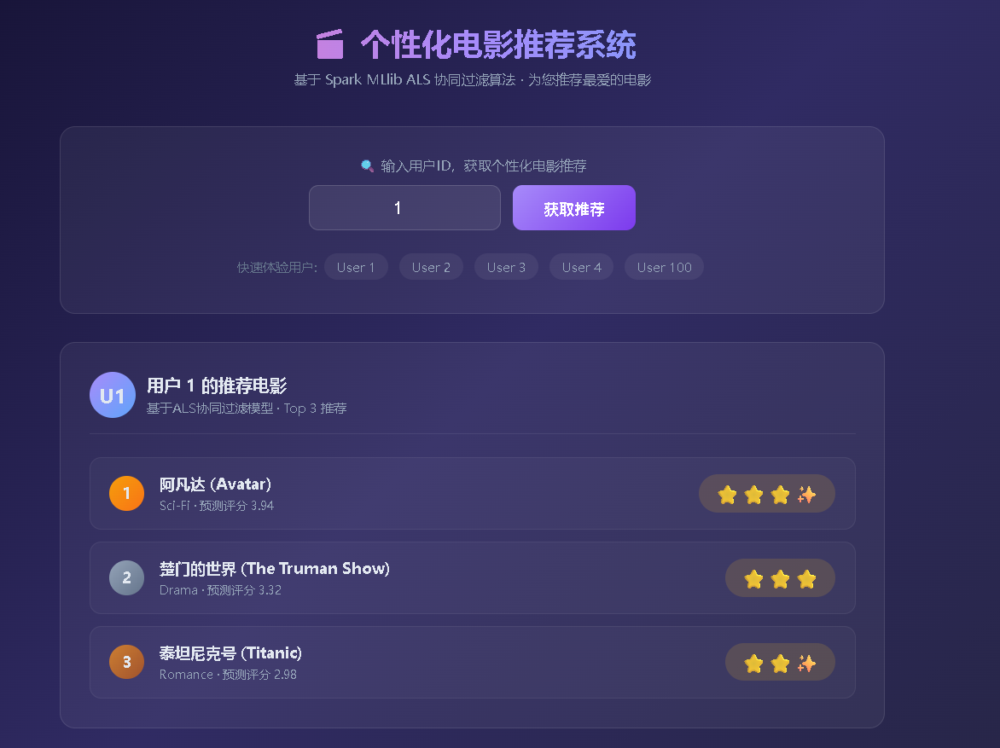 个性化电影推荐系统
基于 Spark MLlib ALS 协同过滤算法 · 为您推荐最爱的电影
输入用户ID，获取个性化电影推荐
1
获取推荐
快速体验用户:
User 1
User 2
User 3
User 4
User 100
U1
用户 1 的推荐电影
基于ALS协同过滤模型 · Top 3 推荐
1
阿凡达 (Avatar)
Sci-Fi · 预测评分 3.94
2
楚门的世界 (The Truman Show)
Drama · 预测评分 3.32
3
泰坦尼克号 (Titanic)
Romance · 预测评分 2.98